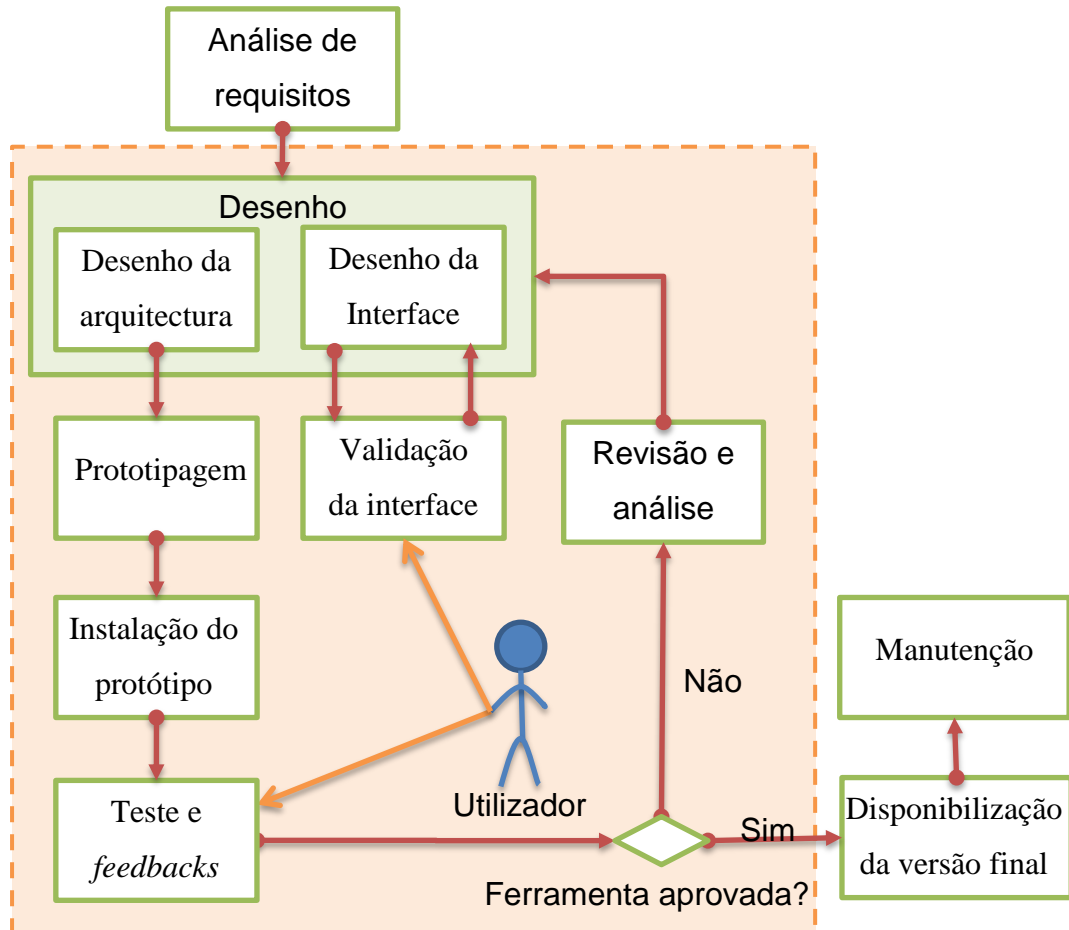 Análise de
requisitos
Desenho
Desenho da
arquitectura
Desenho da
Interface
Prototipagem
Validação
da interface
Revisão e
análise
Instalação do
protótipo
Não
Manutenção
Teste e
feedbacks
Utilizador
Sim
Disponibilização
da versão final
Ferramenta aprovada?